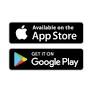 Available on the
App Store
GET IT ON
Google Play